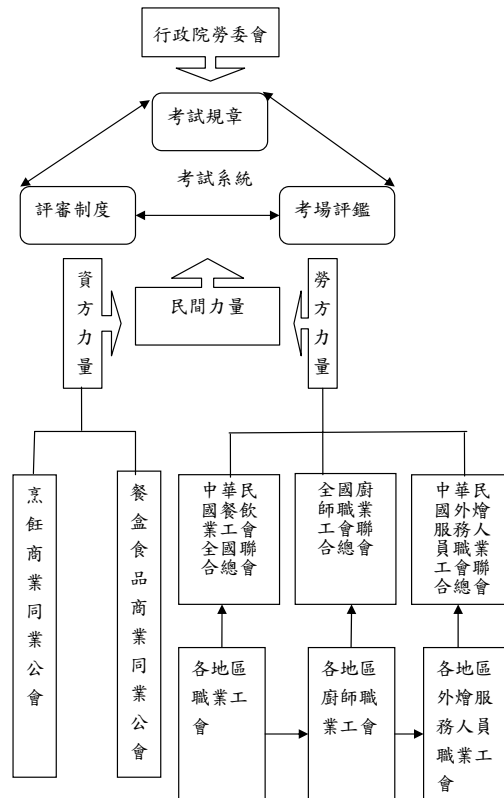 行政院勞委會
考試規章
考試系統
評審制度
考場評鑑
資方力量
民間力量
勞方力量
烹飪商業同業公會
餐盒食品商業同業公會
中華民
國餐飲
業工會
全國聯
合總會
全國廚
師職業
工會聯
合總會
中華民
國外燴
服務人
員職業
工會聯
合總會
各地區
職業工
會
各地區
廚師職
業工會
各地區
外燴服
務人員
職業工
會